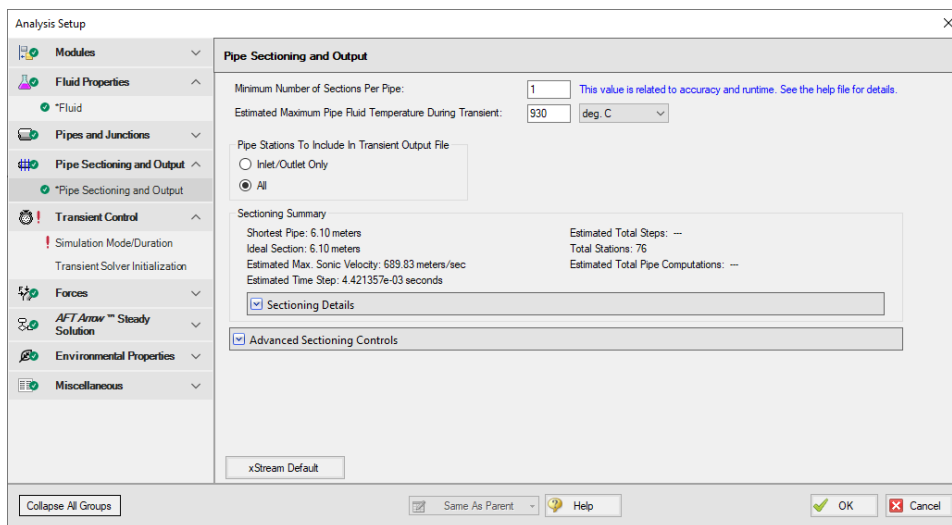 Analysis Setup
Modules
Pipe Sectioning and Output
Fluid Properties
Minimum Number of Sections Per Pipe:
1
This value is related to accuracy and runtime. See the help file for details.
*Fluid
Estimated Maximum Pipe Fluid Temperature During Transient:
930
deg. C
Pipes and Junctions
Pipe Stations To Include In Transient Output File
Pipe Sectioning and Output
Inlet/Outlet Only
*Pipe Sectioning and Output
All
Transient Control
Sectioning Summary
Simulation Mode/Duration
Shortest Pipe: 6.10 meters
Estimated Total Steps: ---
Ideal Section: 6.10 meters
Total Stations: 76
Transient Solver Initialization
Estimated Max. Sonic Velocity: 689.83 meters/sec
Estimated Total Pipe Computations: ---
Estimated Time Step: 4.421357e-03 seconds
Forces
Sectioning Details
AFT Arrow ™ Steady
Solution
Advanced Sectioning Controls
Environmental Properties
Miscellaneous
xStream Default
Collapse All Groups
Same As Parent
Help
OK
Cancel